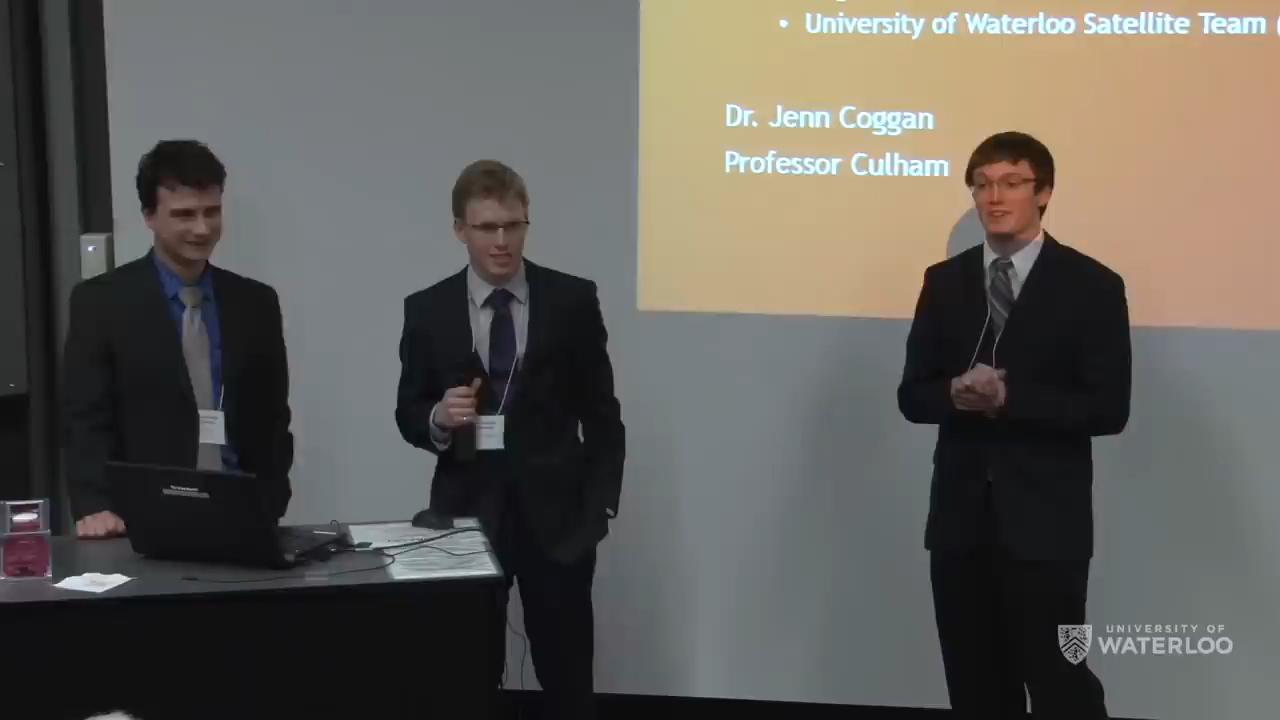 • University of Waterloo Satellite Team (
Dr. Jenn Coggan
Professor Culham
UNIVERSITY OF
WATERLOO